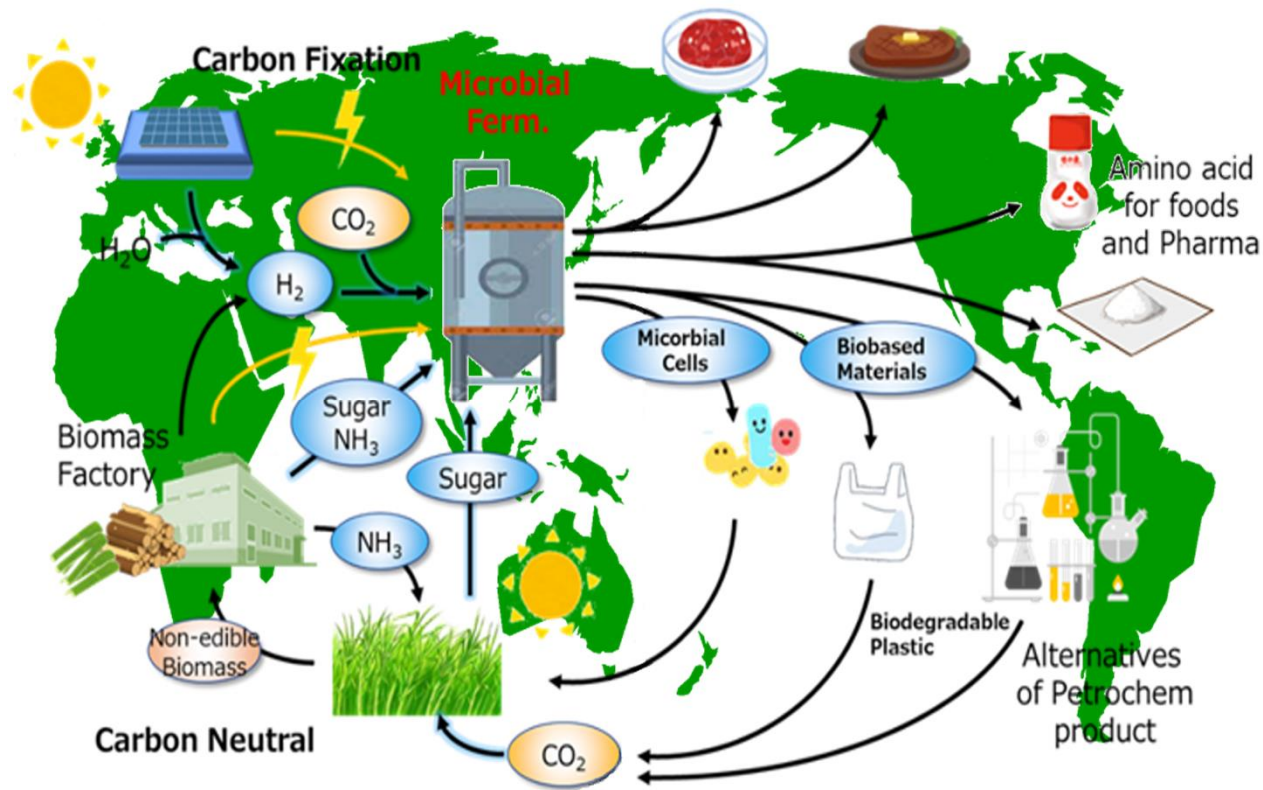 Carbon Fixation
Microbial
Ferm.
CO₂
H₂O
H₂
Amino acid
for foods
and Pharma
Micorbial
Cells
Biobased
Materials
Sugar
NH₃
Biomass
Factory
Sugar
NH₃
Non-edible
Biomass
Biodegradable
Plastic
Alternatives
of Petrochem
product
Carbon Neutral
CO₂